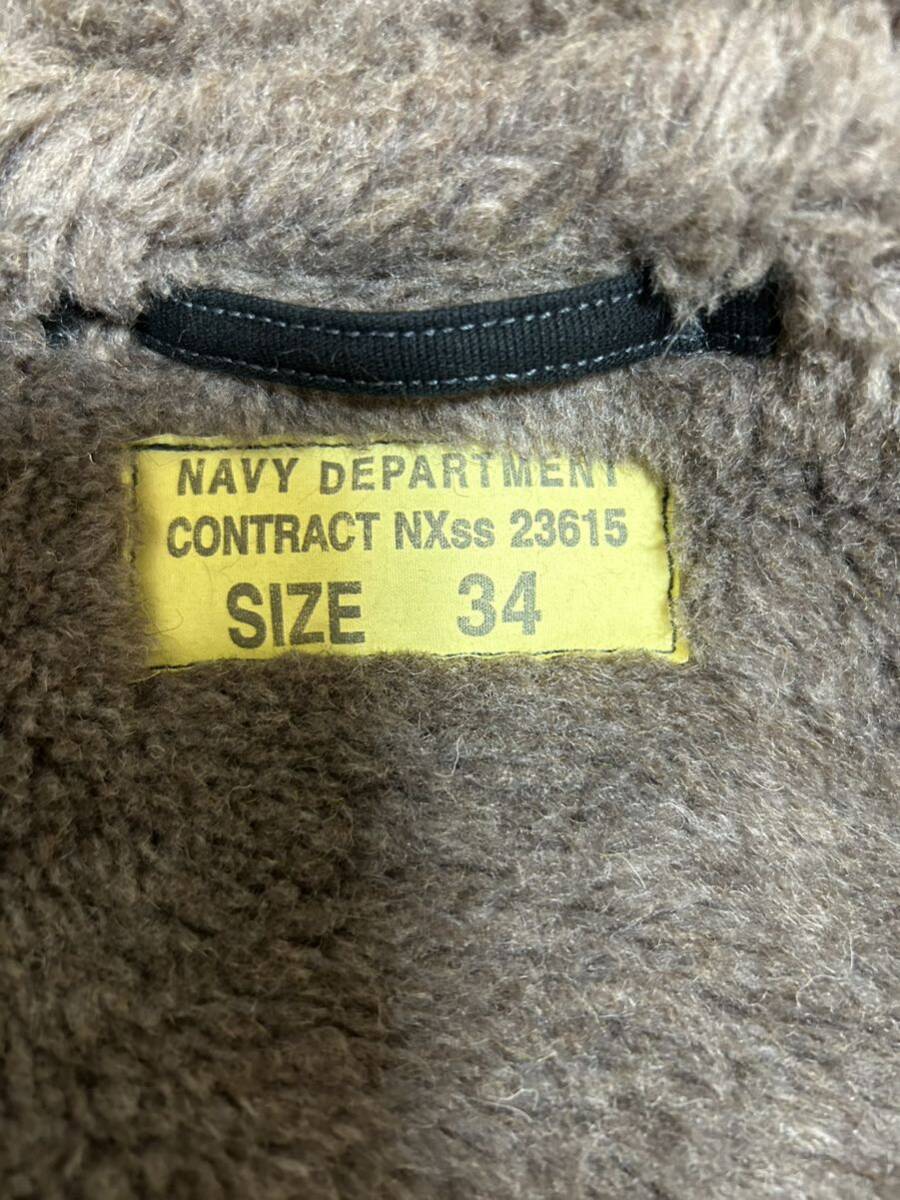 NAVY DEPARTMENT
CONTRACT NXss 23615
SIZE 34